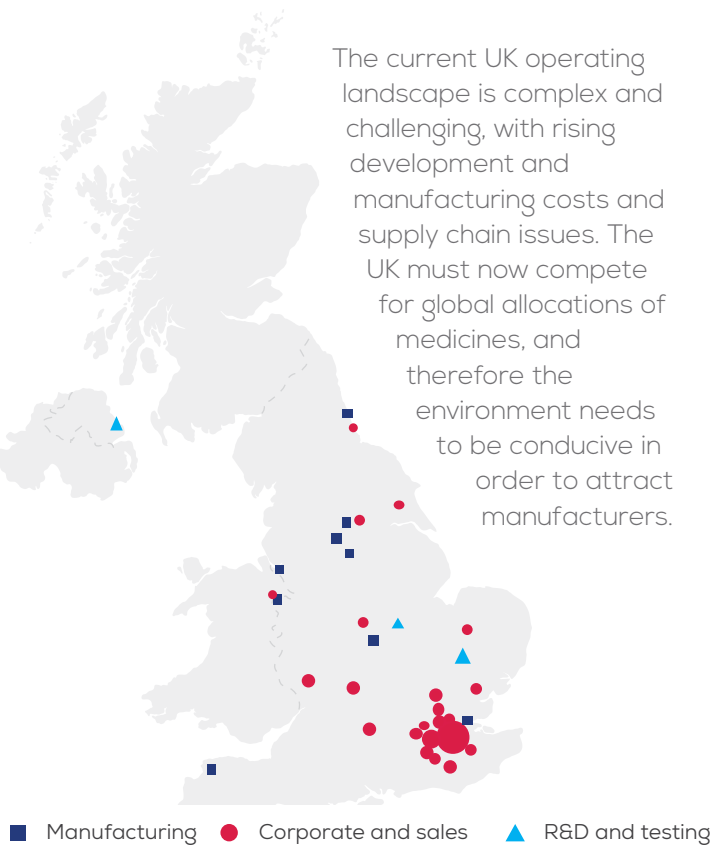 The current UK operating
landscape is complex and
challenging, with rising
development and
manufacturing costs and
supply chain issues. The
UK must now compete
for global allocations of
medicines, and
therefore the
environment needs
to be conducive in
order to attract
manufacturers.
Manufacturing
Corporate and sales
R&D and testing